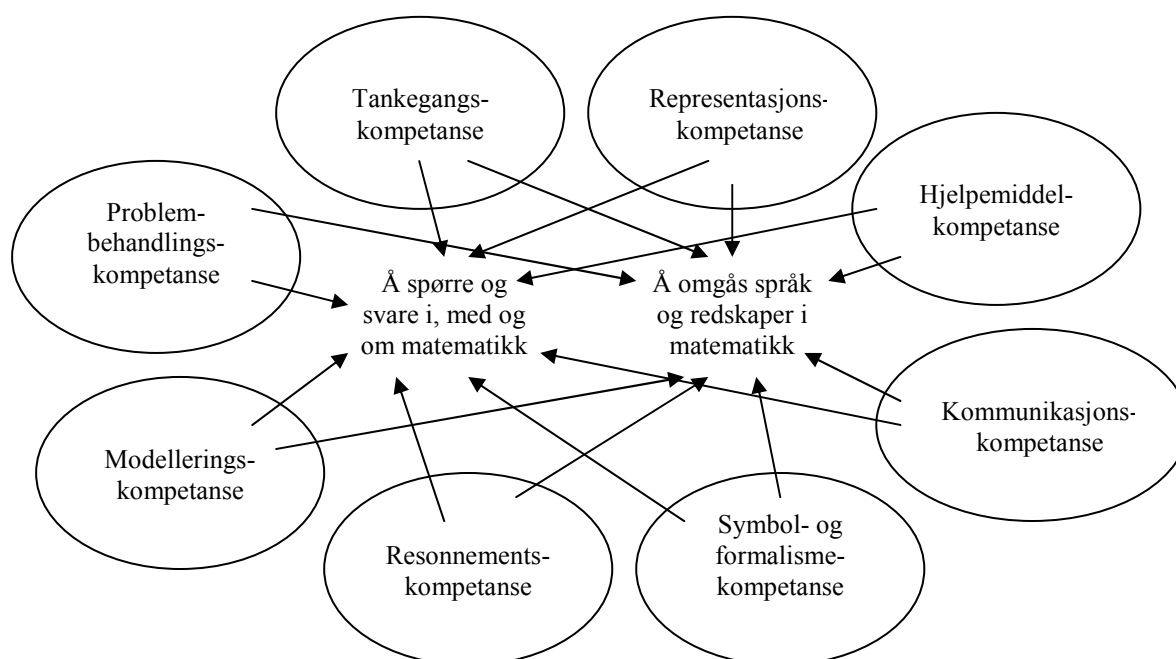 Tankegangs-
kompetanse
Representasjons-
kompetanse
Hjelpemiddel-
kompetanse
Problem-
behandlings-
kompetanse
Å spørre og
svare i, med og
om matematikk
Å omgås språk
og redskaper i
matematikk
Kommunikasjons-
kompetanse
Modellerings-
kompetanse
Resonnements-
kompetanse
Symbol- og
formalisme-
kompetanse